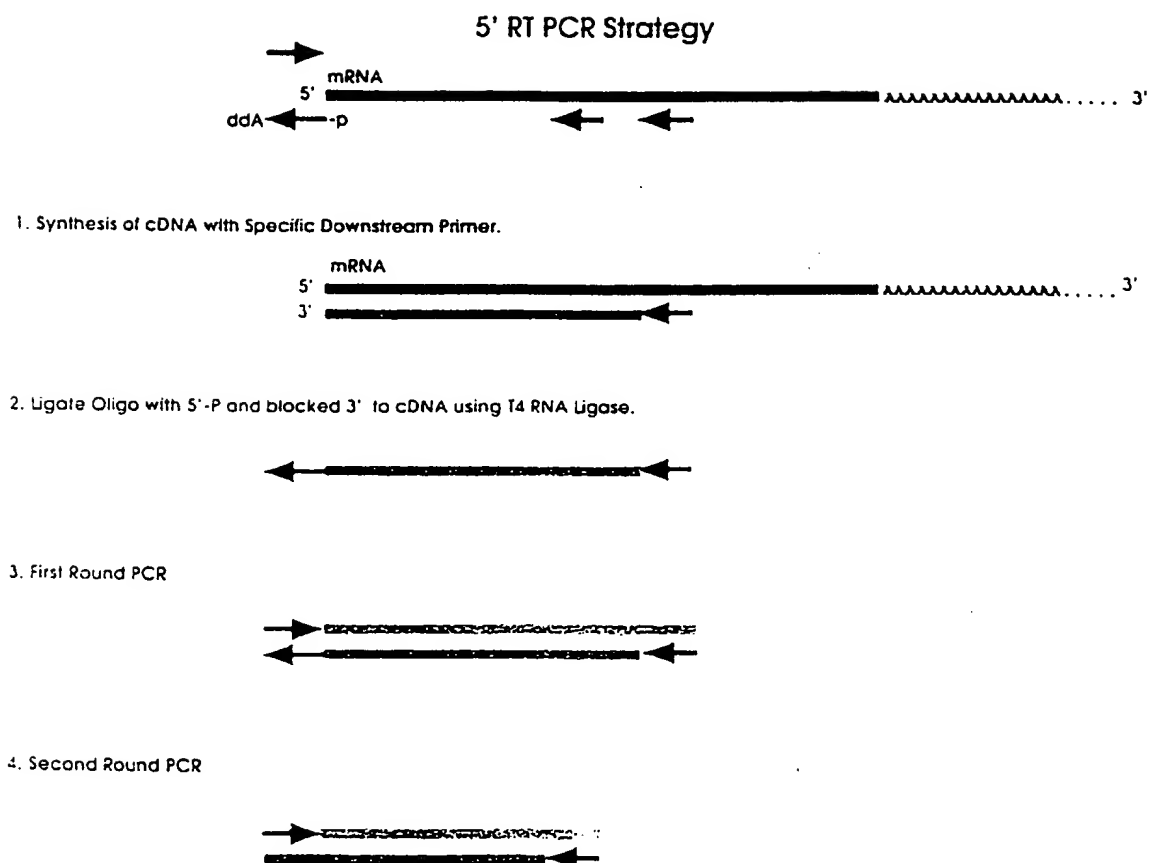 5' RT PCR Strategy
mRNA
5'
3'
ddA
-p
1. Synthesis of cDNA with Specific Downstream Primer.
mRNA
5'
3'
3'
2. Ligate Oligo with 5'-P and blocked 3' to cDNA using T4 RNA Ligase.
3. First Round PCR
4. Second Round PCR